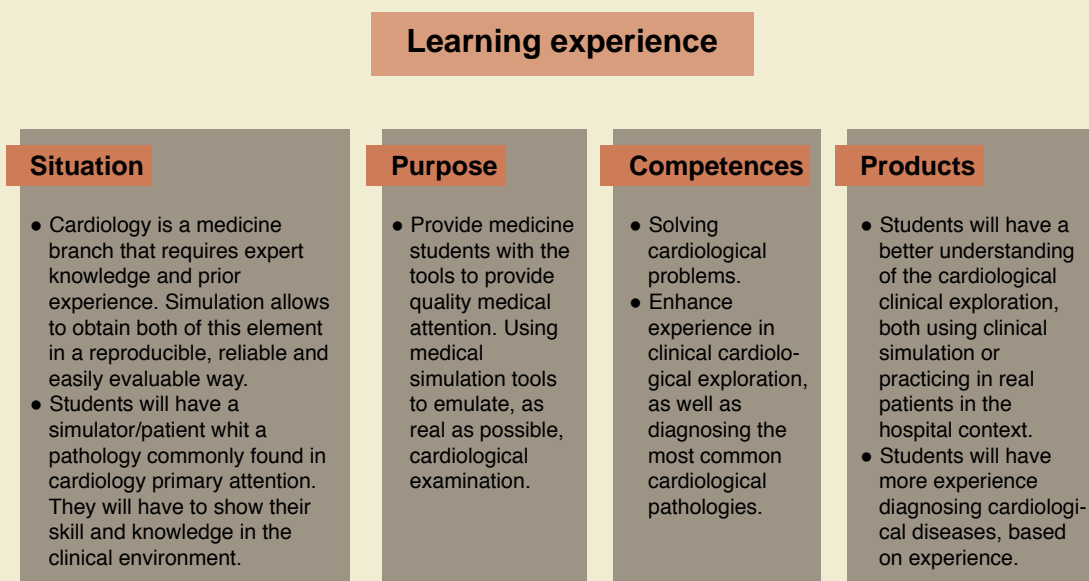 Learning experience
Situation
● Cardiology is a medicine
branch that requires expert
knowledge and prior
experience. Simulation allows
to obtain both of this element
in a reproducible, reliable and
easily evaluable way.
● Students will have a
simulator/patient whit a
pathology commonly found in
cardiology primary attention.
They will have to show their
skill and knowledge in the
clinical environment.
Purpose
● Provide medicine
students with the
tools to provide
quality medical
attention. Using
medical
simulation tools
to emulate, as
real as possible,
cardiological
examination.
Competences
● Solving
cardiological
problems.
● Enhance
experience in
clinical cardiolo-
gical exploration,
as well as
diagnosing the
most common
cardiological
pathologies.
Products
● Students will have a
better understanding
of the cardiological
clinical exploration,
both using clinical
simulation or
practicing in real
patients in the
hospital context.
● Students will have
more experience
diagnosing cardiologi-
cal diseases, based
on experience.